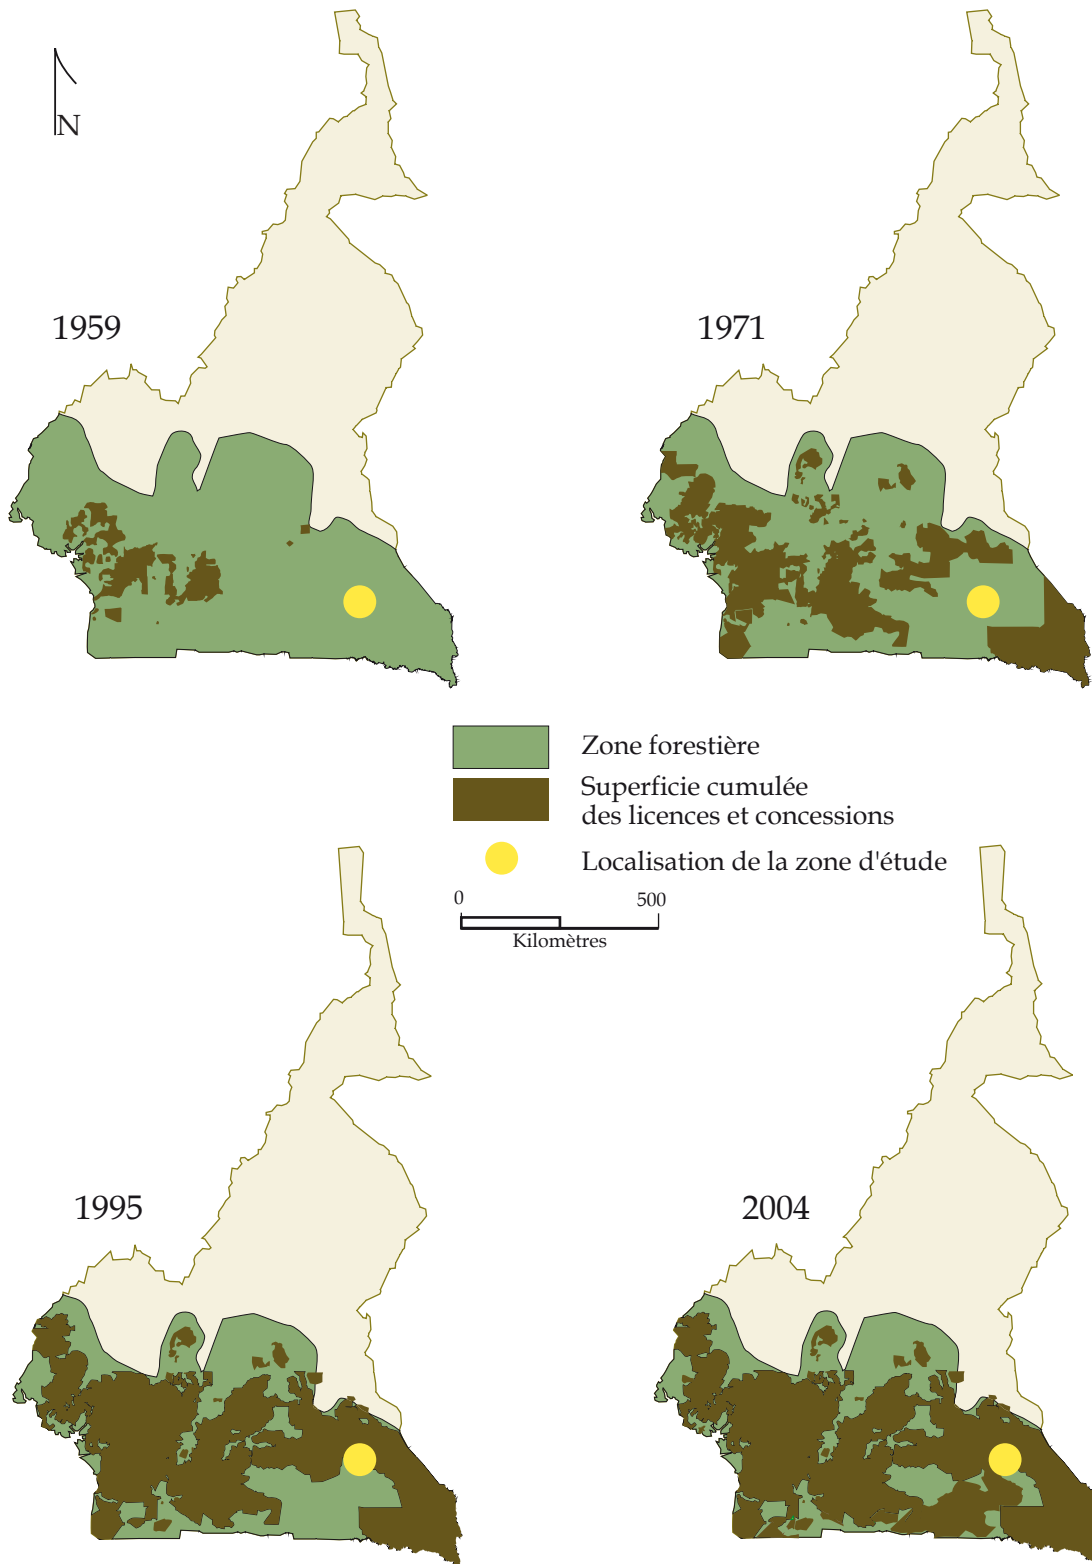 N
1959
1971
Zone forestière
Superficie cumulée
des licences et concessions
Localisation de la zone d'étude
0 500
Kilomètres
1995
2004